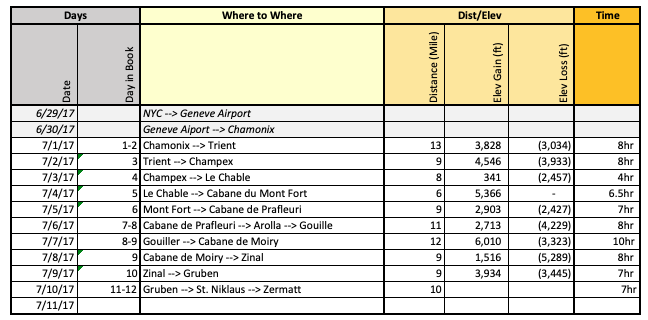 Days Where to Where Dist/Elev Time
Date Day in Book Distance (Mile) Elev Gain (ft) Elev Loss (ft)
6/29/17 NYC --> Geneve Airport
6/30/17 Geneve Aiport --> Chamonix
7/1/17 1-2 Chamonix --> Trient 13 3,828 (3,034) 8hr
7/2/17 3 Trient --> Champex 9 4,546 (3,933) 8hr
7/3/17 4 Champex --> Le Chable 8 341 (2,457) 4hr
7/4/17 5 Le Chable --> Cabane du Mont Fort 6 5,366 - 6.5hr
7/5/17 6 Mont Fort --> Cabane de Prafleuri 9 2,903 (2,427) 7hr
7/6/17 7-8 Cabane de Prafleuri --> Arolla --> Gouille 11 2,713 (4,229) 8hr
7/7/17 8-9 Gouiller --> Cabane de Moiry 12 6,010 (3,323) 10hr
7/8/17 9 Cabane de Moiry --> Zinal 9 1,516 (5,289) 8hr
7/9/17 10 Zinal --> Gruben 9 3,934 (3,445) 7hr
7/10/17 11-12 Gruben --> St. Niklaus --> Zermatt 10 7hr
7/11/17